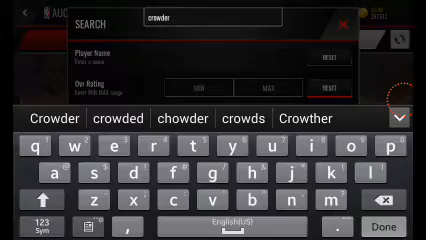 AUC
crowder
SEARCH
Player Name
Enter a name
RESET
Ovr Rating
Enter MIN MAX range
MIN
MAX
RESET
Crowder crowded chowder crowds Crowther
q w e r t y u i o p
a s d f g h j k l
z x c v b n m
123
Sym
,
English(US)
.
Done